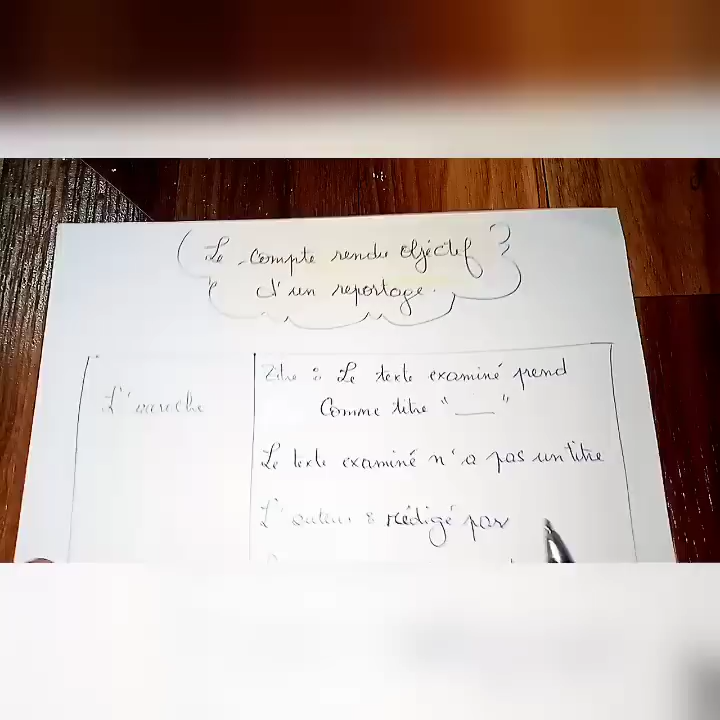 Le compte rendu objectif
d'un reportage.
Titre : Le texte examiné prend
Comme titre "___"
L'
Le texte examiné n'a pas un titre
L'auteur : rédigé par